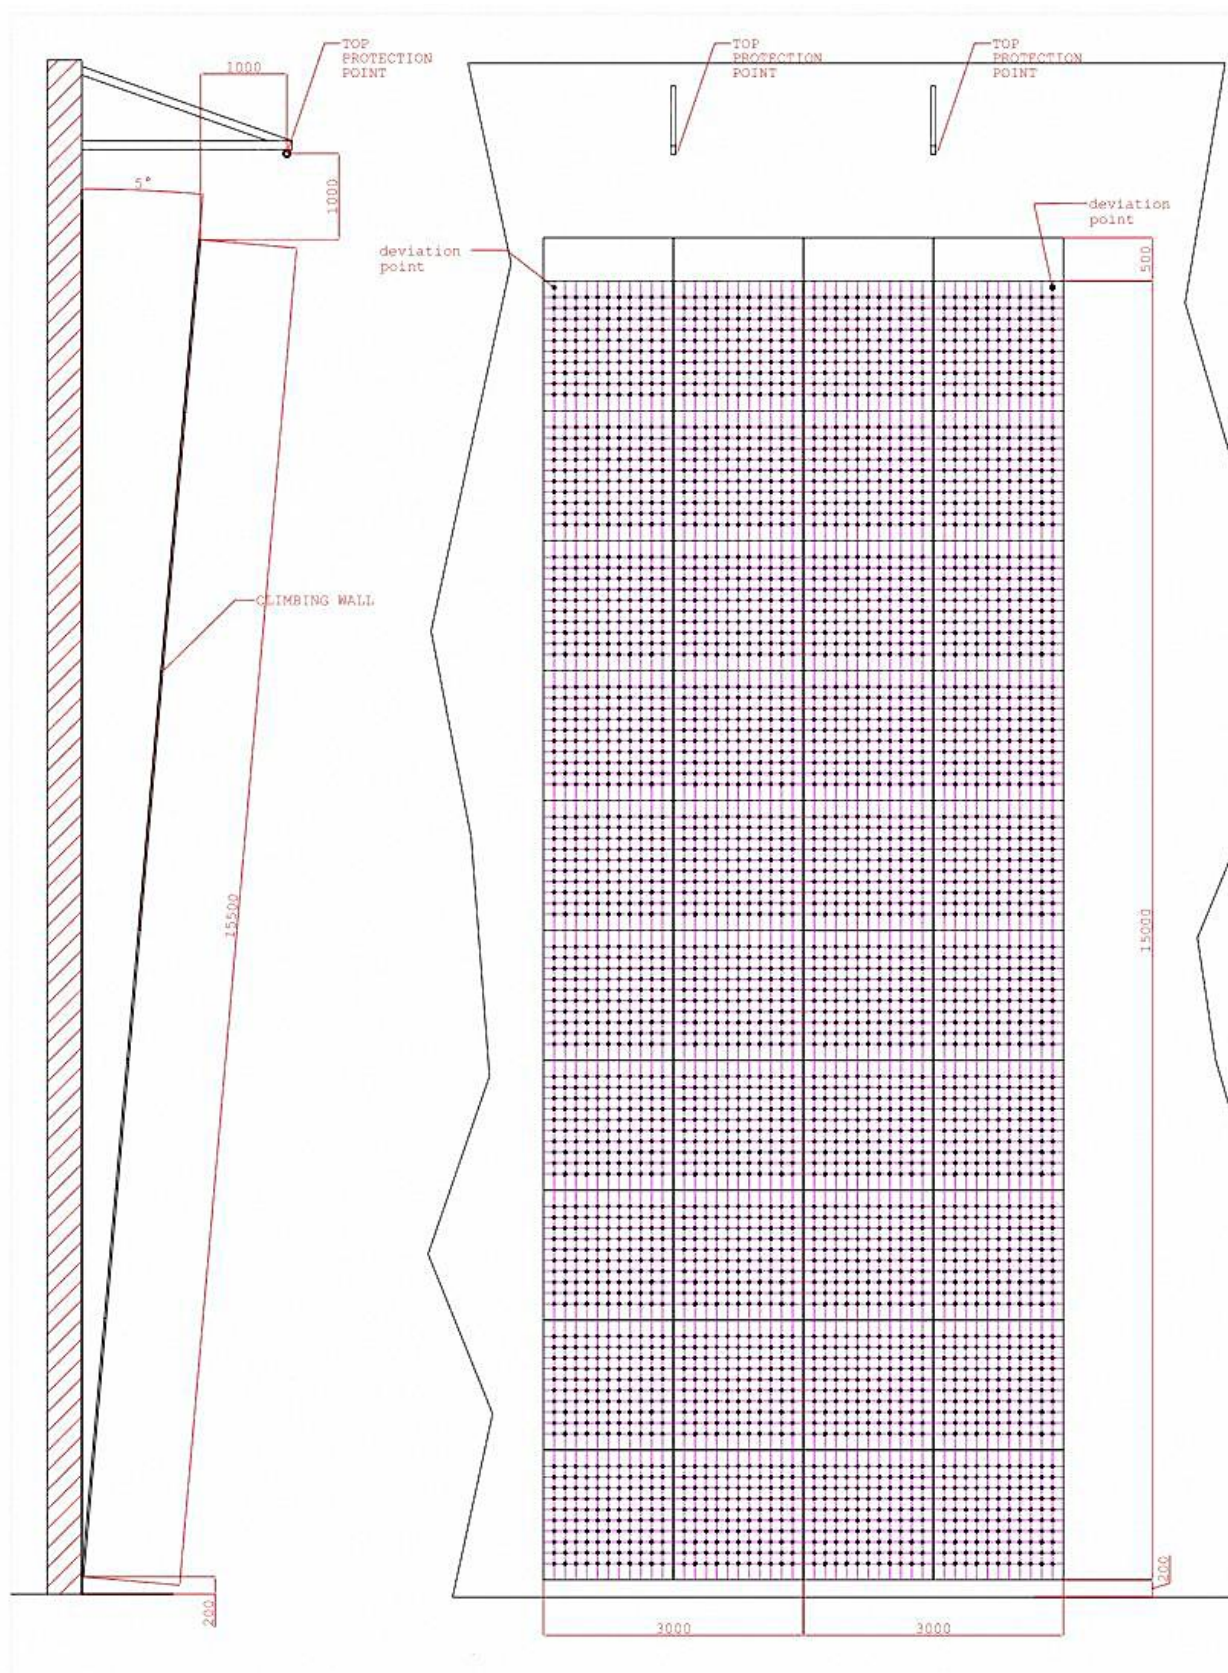 TOP
PROTECTION
POINT
1000
1000
5°
CLIMBING WALL
15500
200
TOP
PROTECTION
POINT
TOP
PROTECTION
POINT
deviation
point
deviation
point
500
15000
200
3000
3000